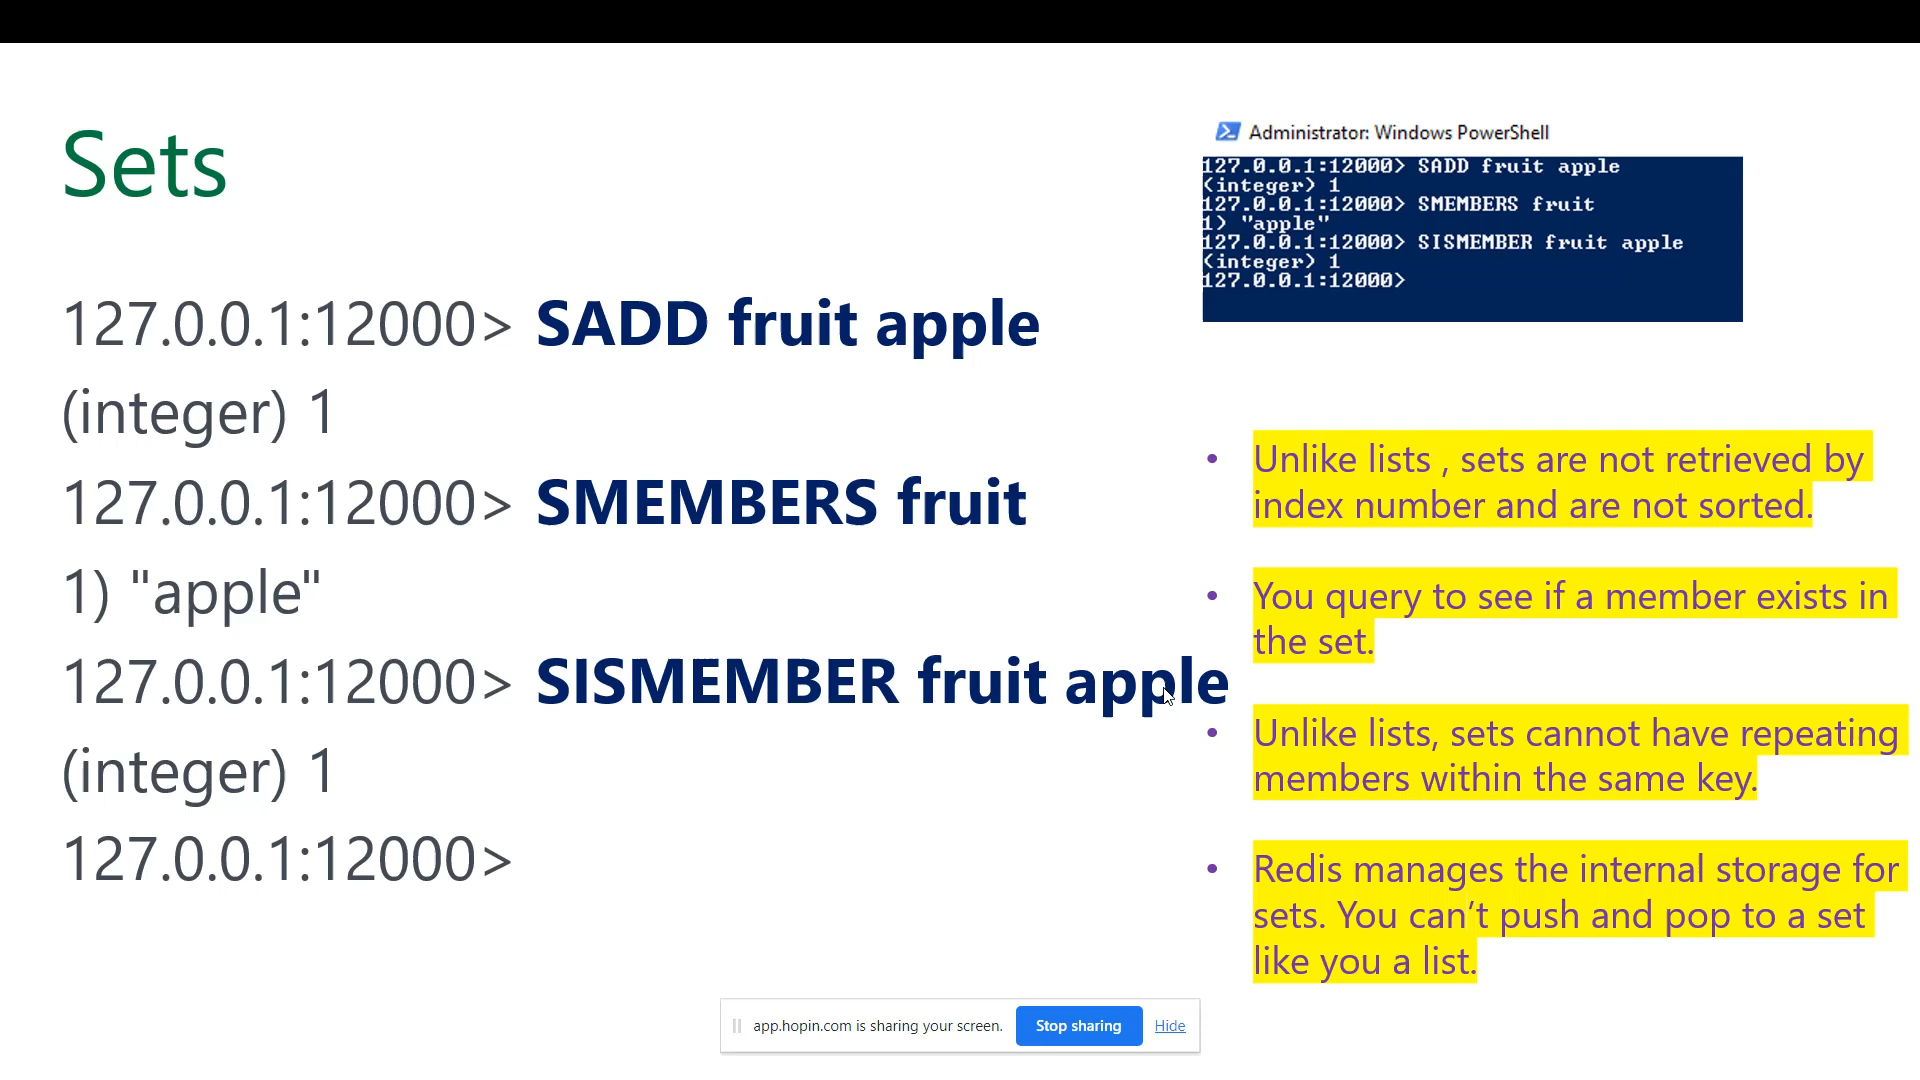 Sets
127.0.0.1:12000> SADD fruit apple
(integer) 1
127.0.0.1:12000> SMEMBERS fruit
1) "apple"
127.0.0.1:12000> SISMEMBER fruit apple
(integer) 1
127.0.0.1:12000>
Administrator: Windows PowerShell
127.0.0.1:12000> SADD fruit apple
(integer) 1
127.0.0.1:12000> SMEMBERS fruit
1) "apple"
127.0.0.1:12000> SISMEMBER fruit apple
(integer) 1
127.0.0.1:12000>
• Unlike lists , sets are not retrieved by
index number and are not sorted.
• You query to see if a member exists in
the set.
• Unlike lists, sets cannot have repeating
members within the same key.
• Redis manages the internal storage for
sets. You can’t push and pop to a set
like you a list.
app.hopin.com is sharing your screen. Stop sharing Hide